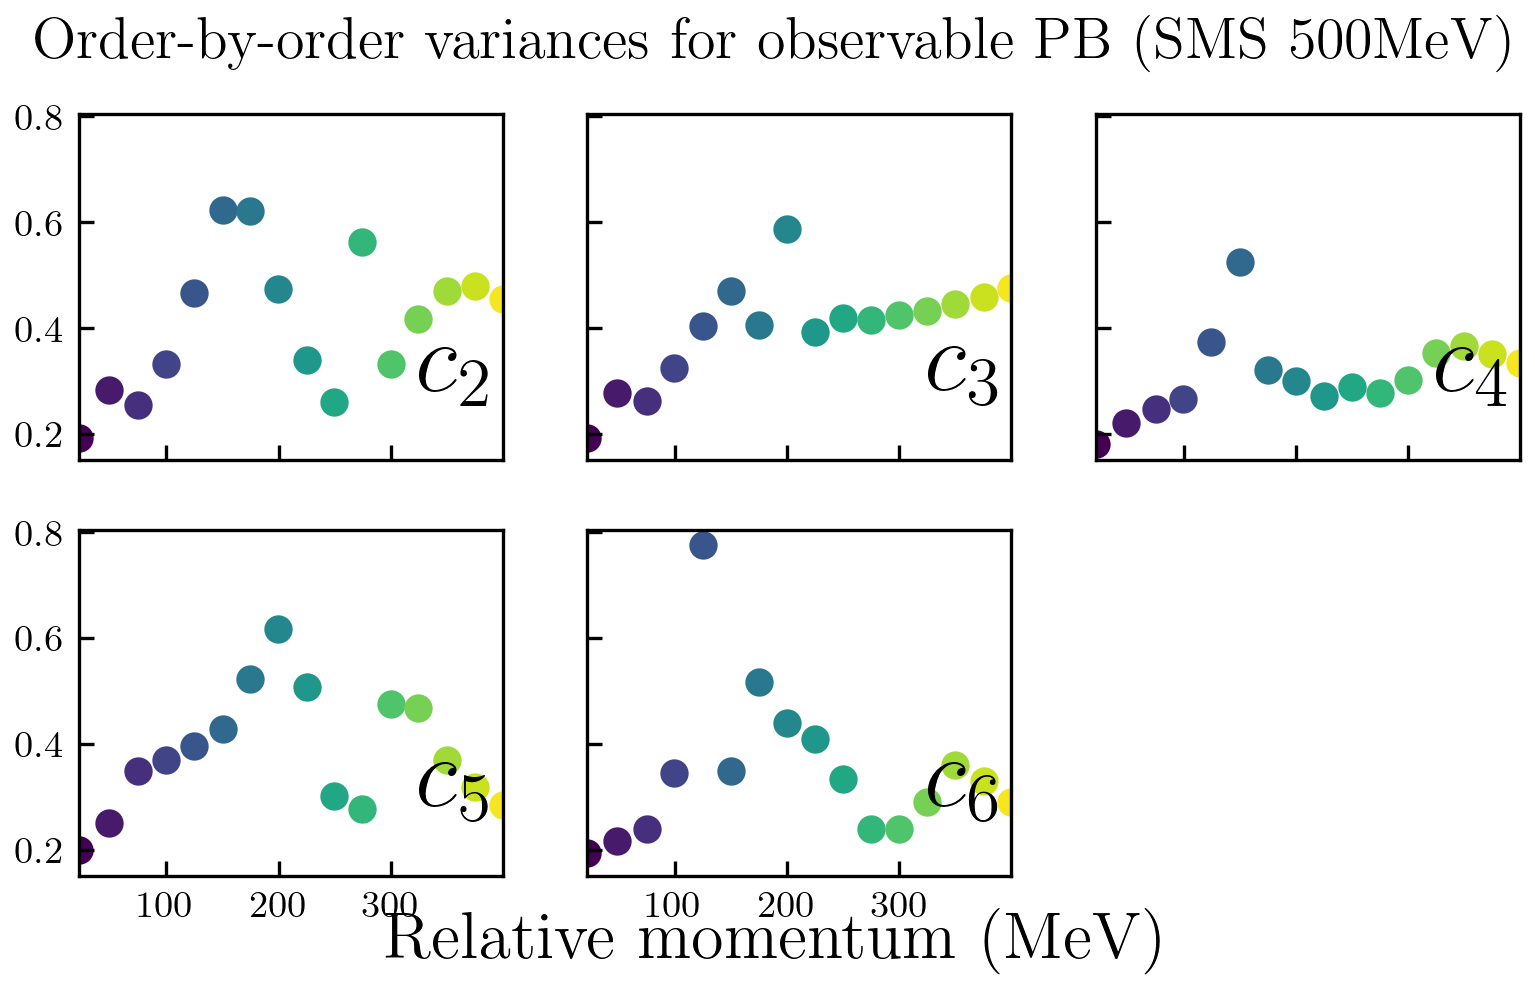 Order-by-order variances for observable PB (SMS 500MeV)
0.8
0.6
0.4
0.2
c₂
c₃
c₄
0.8
0.6
0.4
0.2
c₅
c₆
100 200 300
100 200 300
Relative momentum (MeV)